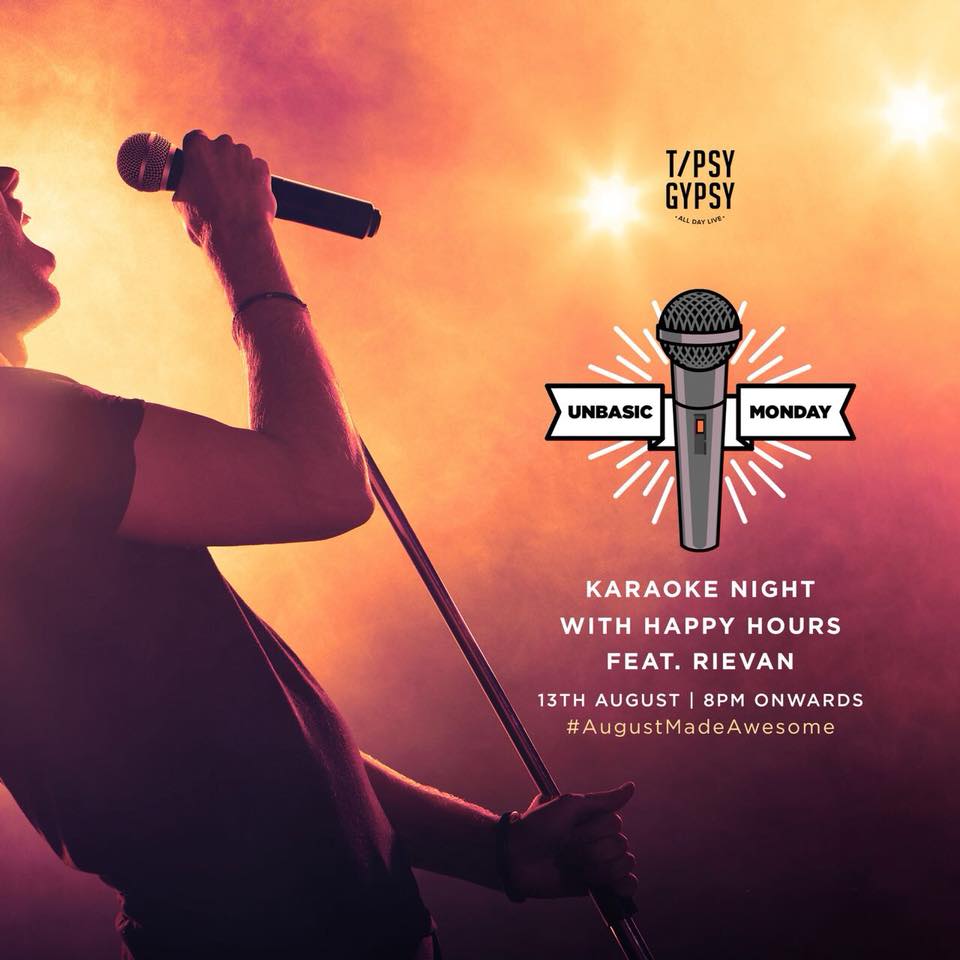 T/PSY
GYPSY
· ALL DAY LIVE ·
UNBASIC MONDAY
KARAOKE NIGHT
WITH HAPPY HOURS
FEAT. RIEVAN
13TH AUGUST | 8PM ONWARDS
#AugustMadeAwesome